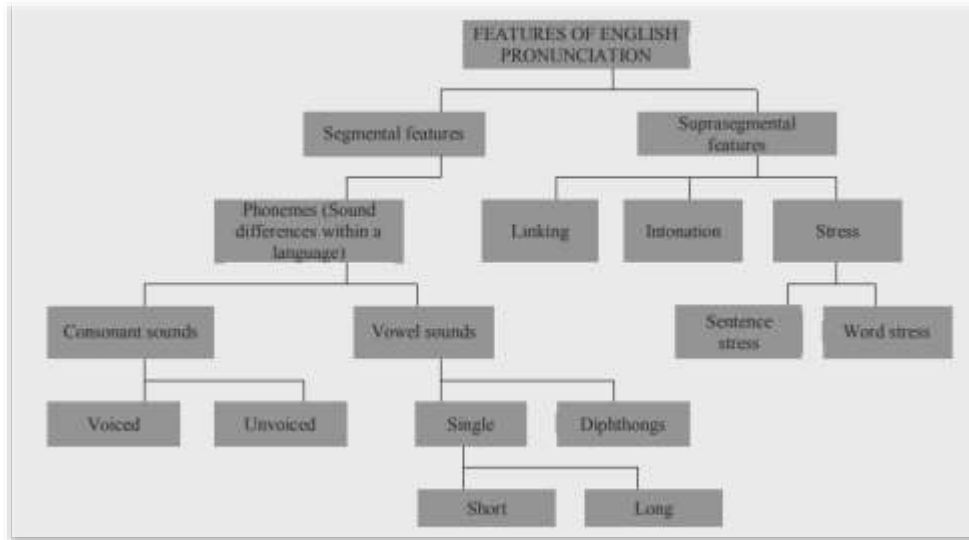 FEATURES OF ENGLISH
PRONUNCIATION
Segmental features
Suprasegmental
features
Phonemes (Sound
differences within a
language)
Linking
Intonation
Stress
Consonant sounds
Vowel sounds
Sentence
stress
Word stress
Voiced
Unvoiced
Single
Diphthongs
Short
Long